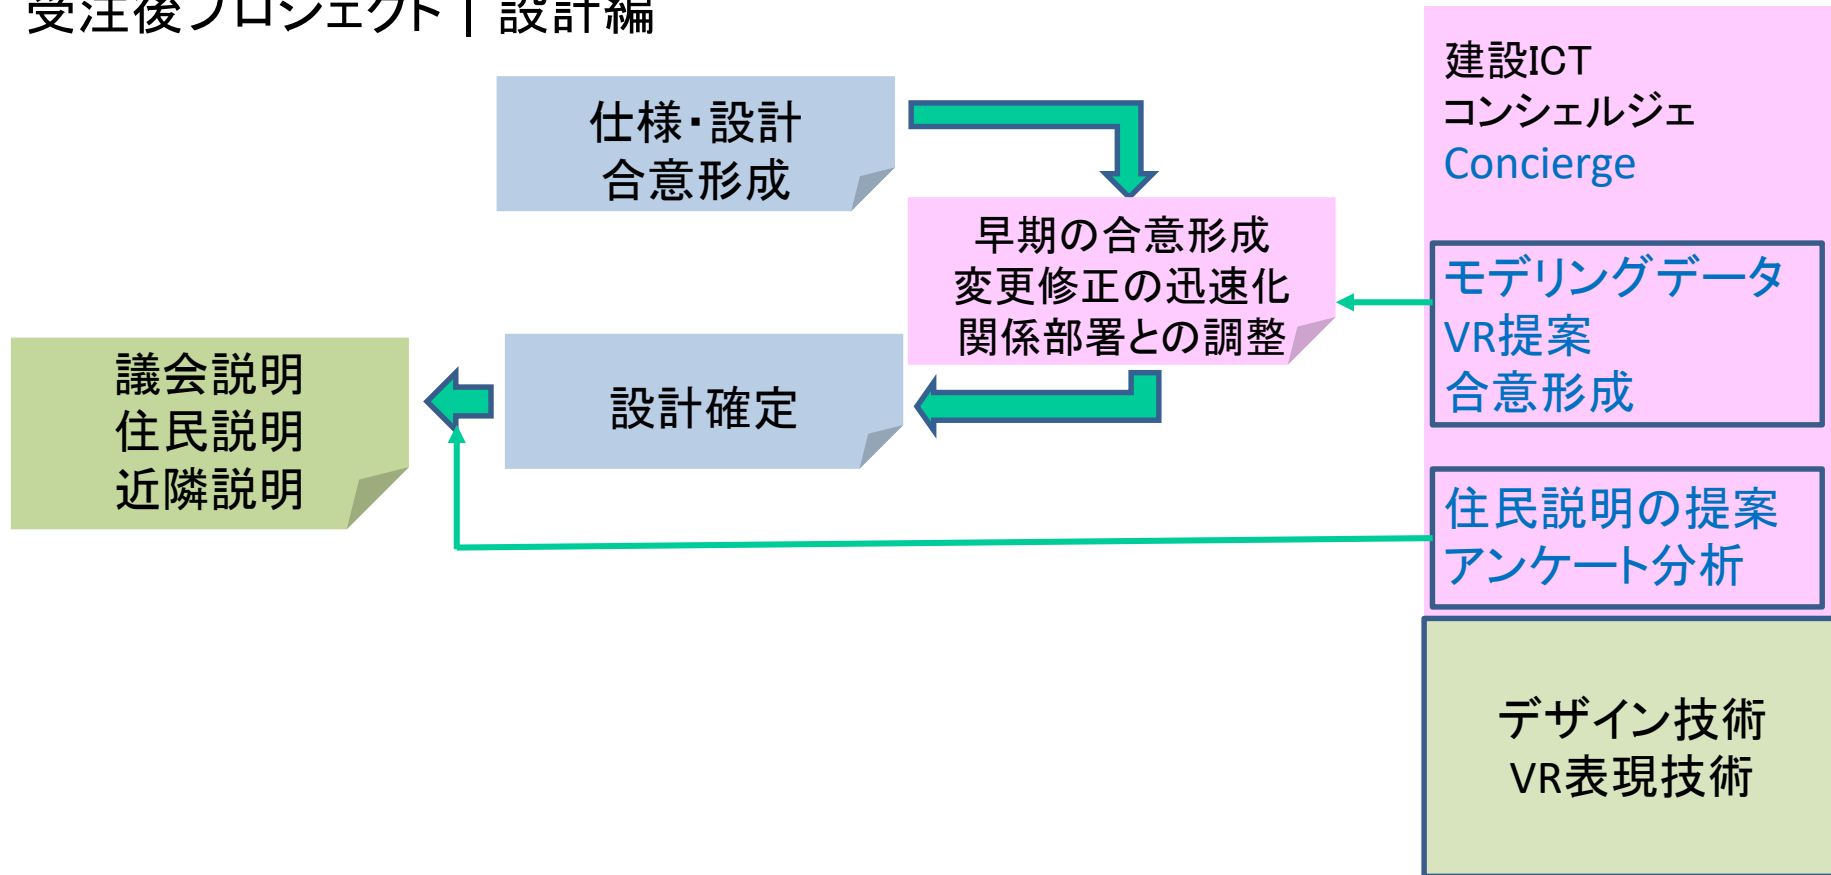 受注後プロジェクト | 設計編
仕様・設計
合意形成
早期の合意形成
変更修正の迅速化
関係部署との調整
設計確定
議会説明
住民説明
近隣説明
建設ICT
コンシェルジェ
Concierge
モデリングデータ
VR提案
合意形成
住民説明の提案
アンケート分析
デザイン技術
VR表現技術